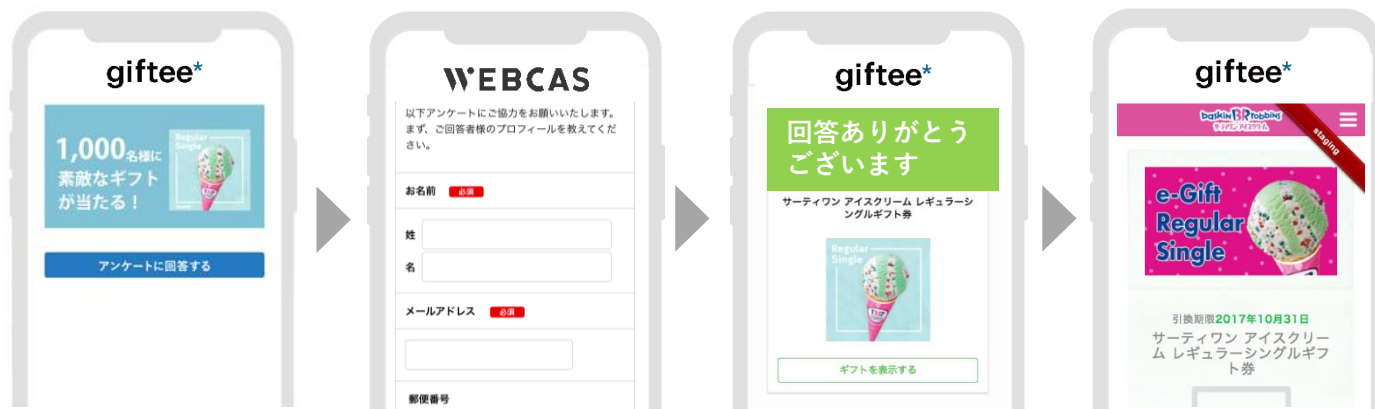 giftee*
1,000名様に
素敵なギフト
が当たる！
Regular
Single
アンケートに回答する
WEBCAS
以下アンケートにご協力をお願いいたします。
まず、ご回答者様のプロフィールを教えてくだ
さい。
お名前 必須
姓
名
メールアドレス 必須
郵便番号
giftee*
回答ありがとう
ございます
サーティワン アイスクリーム レギュラーシ
ングルギフト券
Regular
Single
ギフトを表示する
giftee*
baskin BR robbins
サーティワン アイスクリーム
staging
e-Gift
Regular
Single
引換期限2017年10月31日
サーティワン アイスクリー
ム レギュラーシングルギフ
ト券